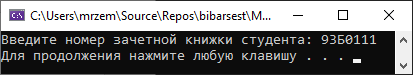 C:\Users\mrzem\Source\Repos\bibarsest\M...
Введите номер зачетной книжки студента: 93Б0111
Для продолжения нажмите любую клавишу . . .